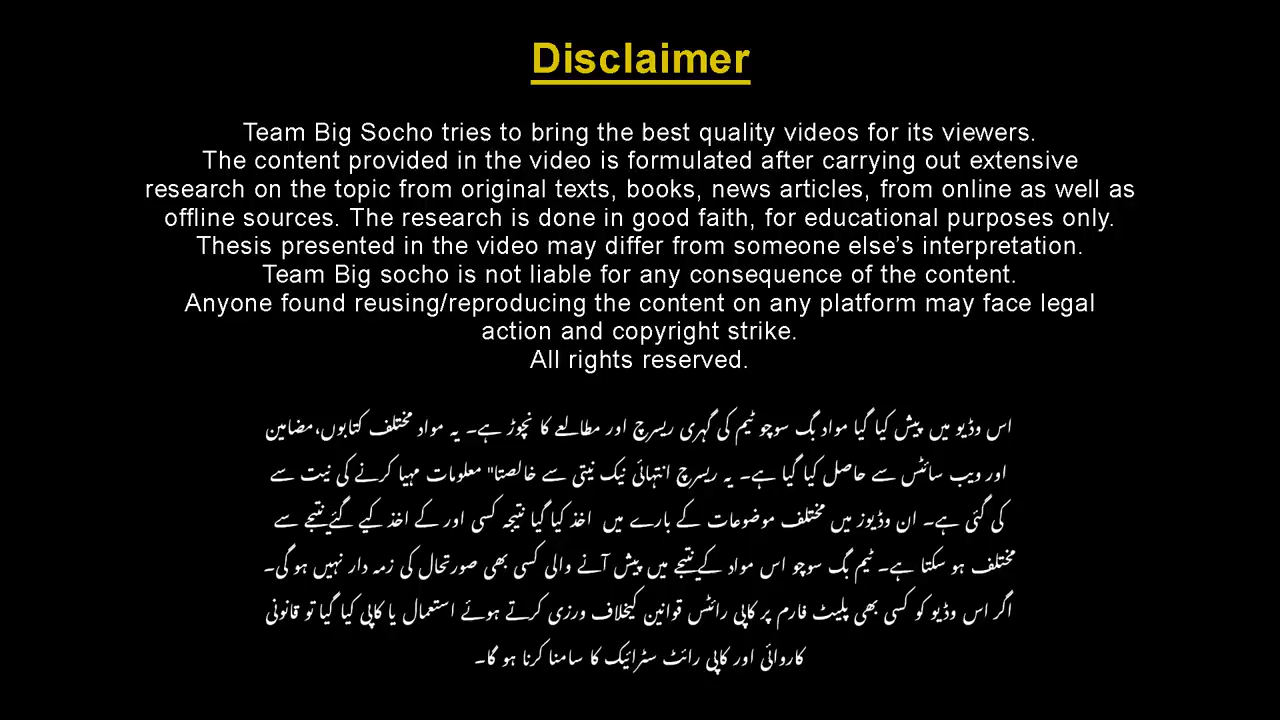 Disclaimer
Team Big Socho tries to bring the best quality videos for its viewers.
The content provided in the video is formulated after carrying out extensive
research on the topic from original texts, books, news articles, from online as well as
offline sources. The research is done in good faith, for educational purposes only.
Thesis presented in the video may differ from someone else’s interpretation.
Team Big socho is not liable for any consequence of the content.
Anyone found reusing/reproducing the content on any platform may face legal
action and copyright strike.
All rights reserved.
اس وڈیو میں پیش کیا گیا مواد بگ سوچو ٹیم کی گہری ریسرچ اور مطالعے کا نچوڑ ہے۔ یہ مواد مختلف کتابوں،مضامین
اور ویب سائٹس سے حاصل کیا گیا ہے۔ یہ ریسرچ انتہائی نیک نیتی سے خالصتا" معلومات مہیا کرنے کی نیت سے
کی گئی ہے۔ ان وڈیوز میں مختلف موضوعات کے بارے میں اخذ کیا گیا نتیجہ کسی اور کے اخذ کیے گئے نتیجے سے
مختلف ہو سکتا ہے۔ ٹیم بگ سوچو اس مواد کے نتیجے میں پیش آنے والی کسی بھی صورتحال کی زمہ دار نہیں ہو گی۔
اگر اس وڈیو کو کسی بھی پلیٹ فارم پر کاپی رائٹس قوانین کیخلاف ورزی کرتے ہوئے استعمال یا کاپی کیا گیا تو قانونی
کاروائی اور کاپی رائٹ سٹرائیک کا سامنا کرنا ہو گا۔